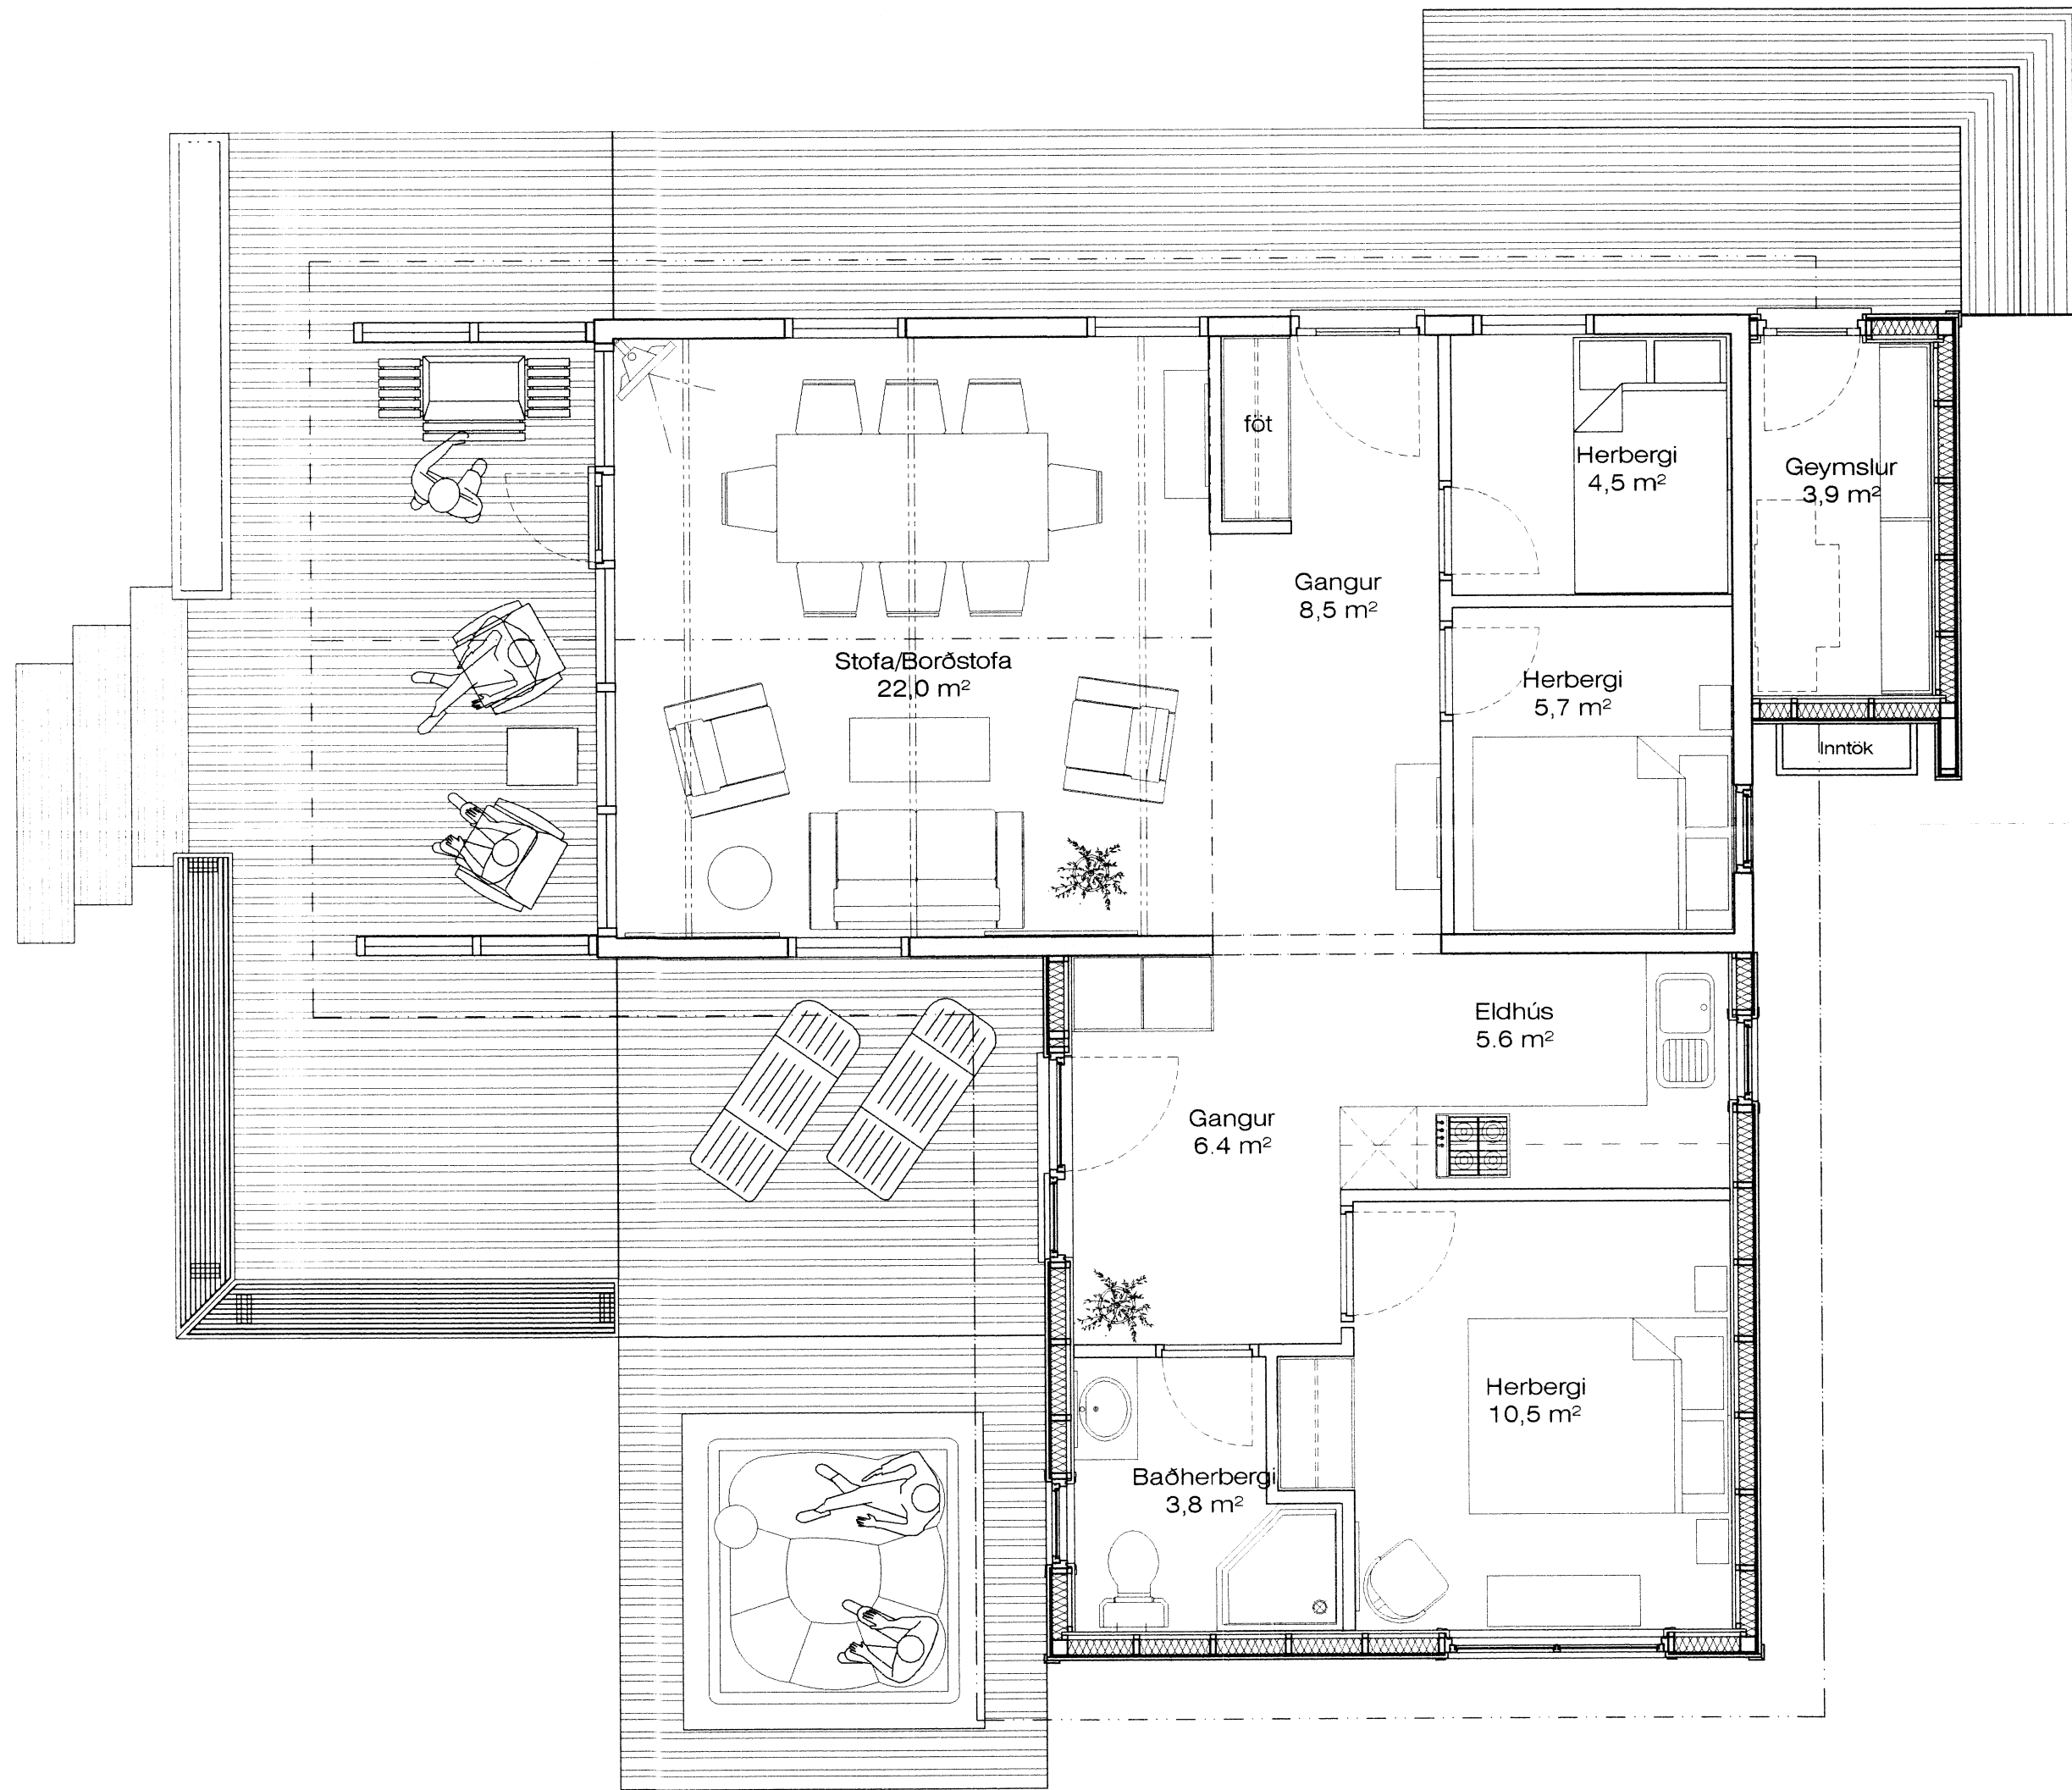 föt
Herbergi
4,5 m²
Geymslur
3,9 m²
Gangur
8,5 m²
Stofa/Borðstofa
22,0 m²
Herbergi
5,7 m²
Inntök
Eldhús
5.6 m²
Gangur
6.4 m²
Herbergi
10,5 m²
Baðherbergi
3,8 m²